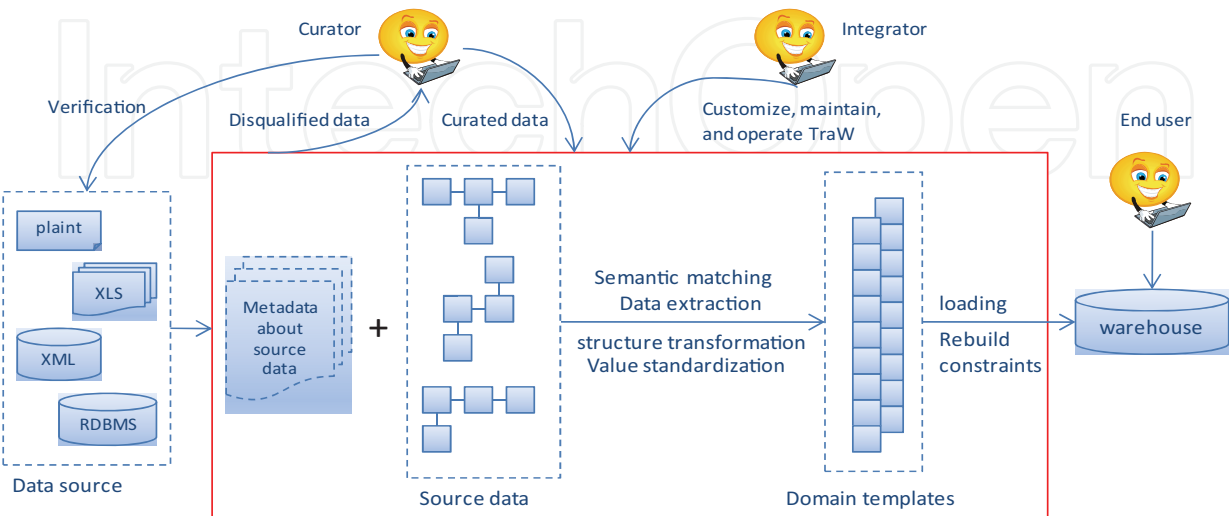 IntechOpen
Curator
Integrator
Verification
Disqualified data
Curated data
Customize, maintain,
and operate TraW
End user
plaint
XLS
XML
RDBMS
Data source
Metadata
about
source
data
+
Source data
Semantic matching
Data extraction
structure transformation
Value standardization
Domain templates
loading
Rebuild
constraints
warehouse